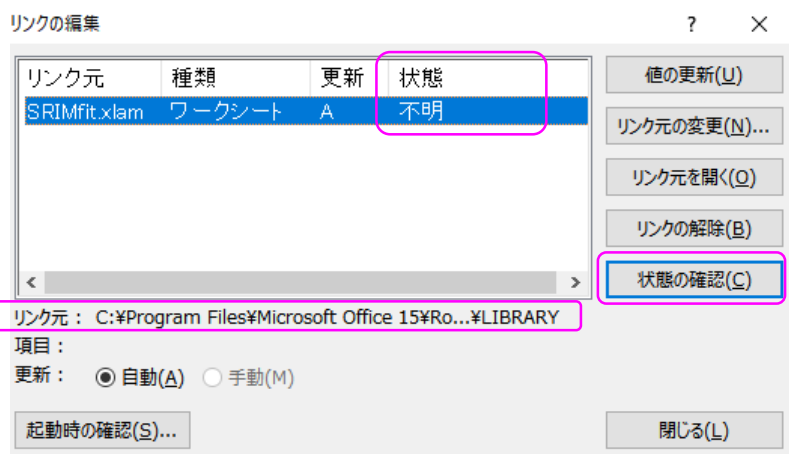 リンクの編集 ? ×
リンク元 種類 更新 状態 値の更新(U)
SRIMfit.xlam ワークシート A 不明
リンク元の変更(N)...
リンク元を開く(O)
リンクの解除(B)
状態の確認(C)
リンク元： C:¥Program Files¥Microsoft Office 15¥Ro...¥LIBRARY
項目：
更新： 自動(A) 手動(M)
起動時の確認(S)... 閉じる(L)